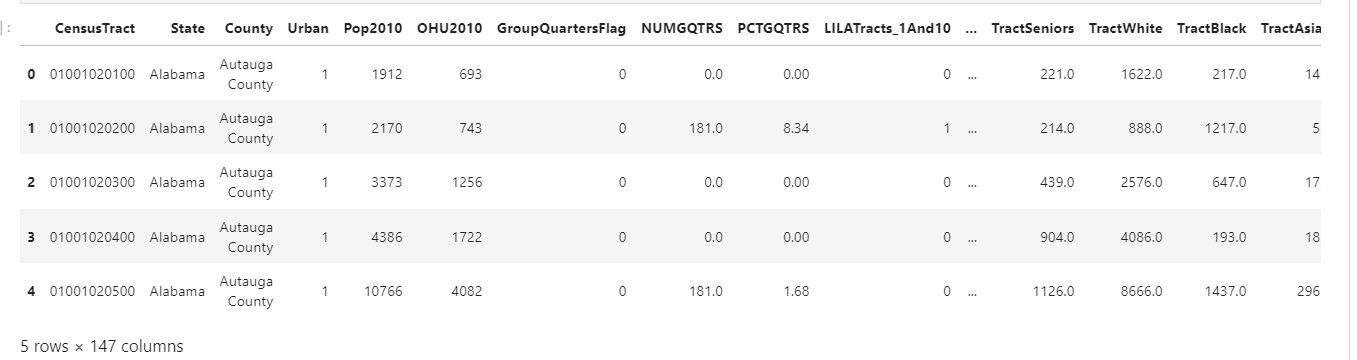 ]:
CensusTract State County Urban Pop2010 OHU2010 GroupQuartersFlag NUMGQTRS PCTGQTRS LILATracts_1And10 ... TractSeniors TractWhite TractBlack TractAsia
0 01001020100 Alabama Autauga County 1 1912 693 0 0.0 0.00 0 ... 221.0 1622.0 217.0 14
1 01001020200 Alabama Autauga County 1 2170 743 0 181.0 8.34 1 ... 214.0 888.0 1217.0 5
2 01001020300 Alabama Autauga County 1 3373 1256 0 0.0 0.00 0 ... 439.0 2576.0 647.0 17
3 01001020400 Alabama Autauga County 1 4386 1722 0 0.0 0.00 0 ... 904.0 4086.0 193.0 18
4 01001020500 Alabama Autauga County 1 10766 4082 0 181.0 1.68 0 ... 1126.0 8666.0 1437.0 296
5 rows × 147 columns